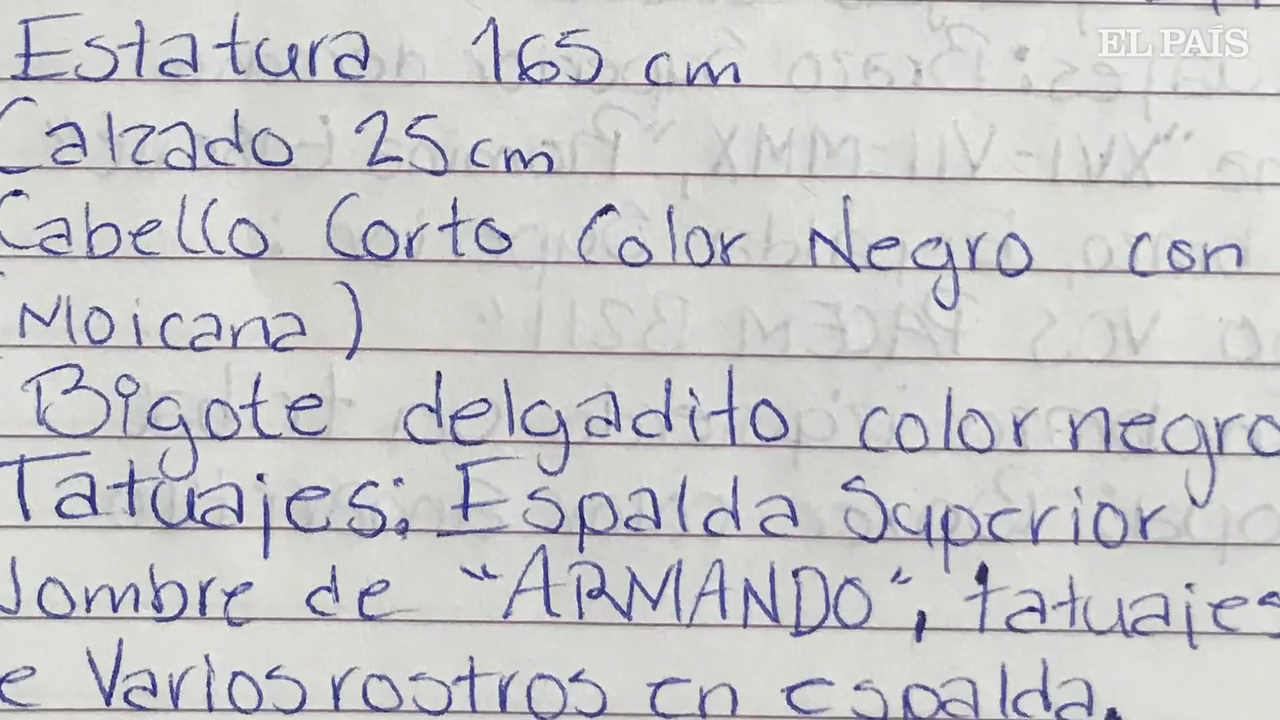 EL PAÍS
Estatura 165 cm
Calzado 25 cm
Cabello Corto Color Negro con
Moicana)
Bigote delgadito color negro
Tatuajes: Espalda Superior
Nombre de "ARMANDO", tatuajes
e Varios rostros en espalda.